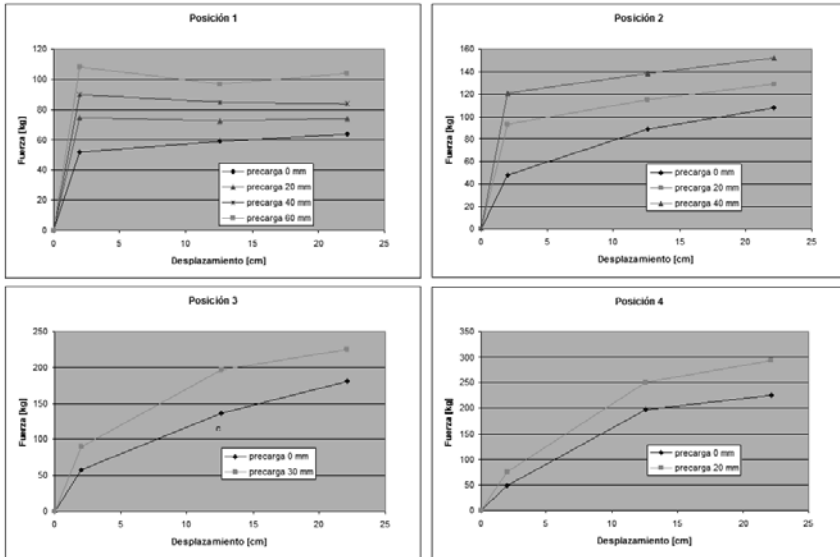 Posición 1
Fuerza [kg]
120
100
80
60
40
20
0
precarga 0 mm
precarga 20 mm
precarga 40 mm
precarga 60 mm
0 5 10 15 20 25
Desplazamiento [cm]
Posición 2
Fuerza [kg]
160
140
120
100
80
60
40
20
0
precarga 0 mm
precarga 20 mm
precarga 40 mm
0 5 10 15 20 25
Desplazamiento [cm]
Posición 3
Fuerza [kg]
250
200
150
100
50
0
precarga 0 mm
precarga 30 mm
0 5 10 15 20 25
Desplazamiento [cm]
Posición 4
Fuerza [kg]
350
300
250
200
150
100
50
0
precarga 0 mm
precarga 20 mm
0 5 10 15 20 25
Desplazamiento [cm]